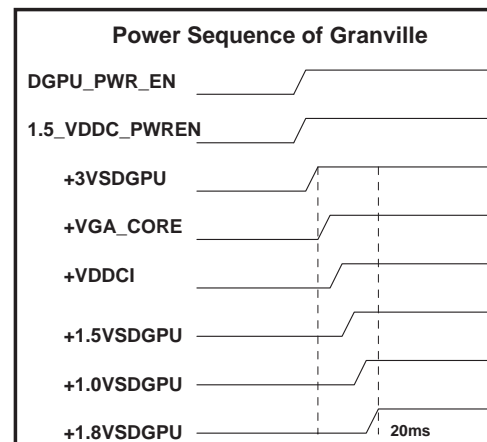 Power Sequence of Granville
DGPU_PWR_EN
1.5_VDDC_PWREN
+3VSDGPU
+VGA_CORE
+VDDCI
+1.5VSDGPU
+1.0VSDGPU
+1.8VSDGPU
20ms